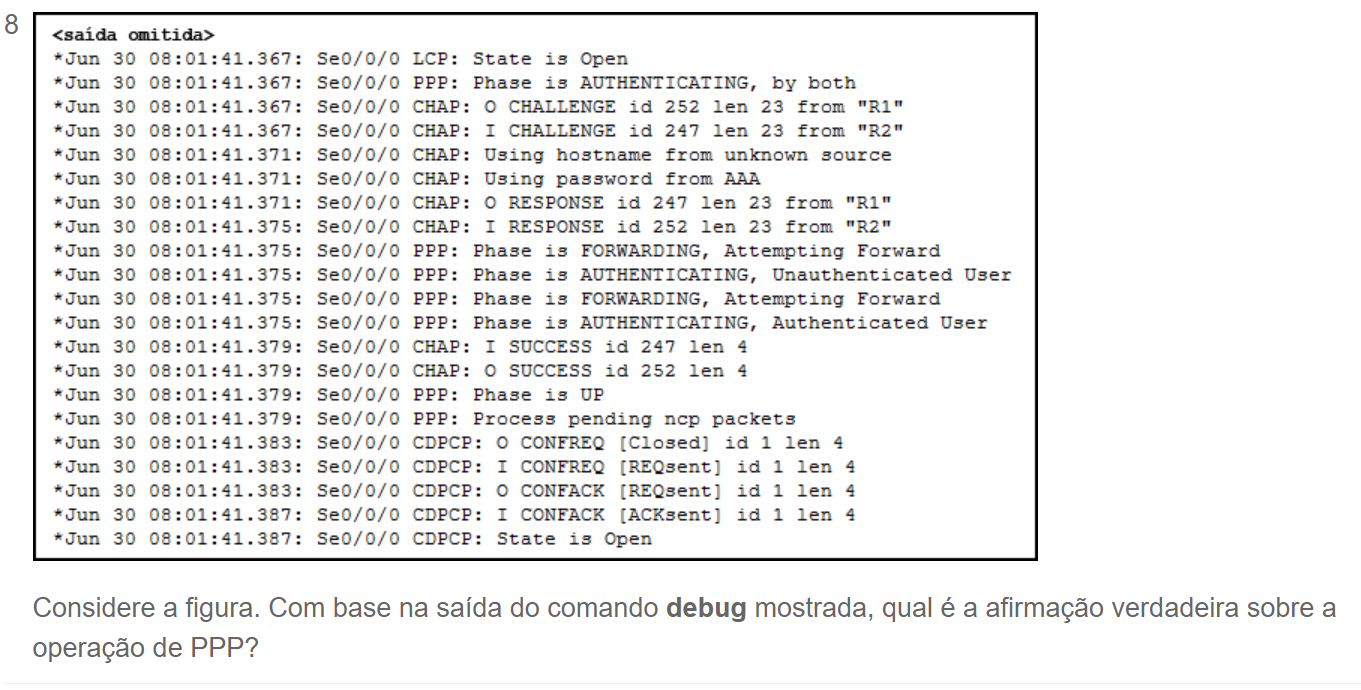 8
<saída omitida>
*Jun 30 08:01:41.367: Se0/0/0 LCP: State is Open
*Jun 30 08:01:41.367: Se0/0/0 PPP: Phase is AUTHENTICATING, by both
*Jun 30 08:01:41.367: Se0/0/0 CHAP: O CHALLENGE id 252 len 23 from "R1"
*Jun 30 08:01:41.367: Se0/0/0 CHAP: I CHALLENGE id 247 len 23 from "R2"
*Jun 30 08:01:41.371: Se0/0/0 CHAP: Using hostname from unknown source
*Jun 30 08:01:41.371: Se0/0/0 CHAP: Using password from AAA
*Jun 30 08:01:41.371: Se0/0/0 CHAP: O RESPONSE id 247 len 23 from "R1"
*Jun 30 08:01:41.375: Se0/0/0 CHAP: I RESPONSE id 252 len 23 from "R2"
*Jun 30 08:01:41.375: Se0/0/0 PPP: Phase is FORWARDING, Attempting Forward
*Jun 30 08:01:41.375: Se0/0/0 PPP: Phase is AUTHENTICATING, Unauthenticated User
*Jun 30 08:01:41.375: Se0/0/0 PPP: Phase is FORWARDING, Attempting Forward
*Jun 30 08:01:41.375: Se0/0/0 PPP: Phase is AUTHENTICATING, Authenticated User
*Jun 30 08:01:41.379: Se0/0/0 CHAP: I SUCCESS id 247 len 4
*Jun 30 08:01:41.379: Se0/0/0 CHAP: O SUCCESS id 252 len 4
*Jun 30 08:01:41.379: Se0/0/0 PPP: Phase is UP
*Jun 30 08:01:41.379: Se0/0/0 PPP: Process pending ncp packets
*Jun 30 08:01:41.383: Se0/0/0 CDPCP: O CONFREQ [Closed] id 1 len 4
*Jun 30 08:01:41.383: Se0/0/0 CDPCP: I CONFREQ [REQsent] id 1 len 4
*Jun 30 08:01:41.383: Se0/0/0 CDPCP: O CONFACK [REQsent] id 1 len 4
*Jun 30 08:01:41.387: Se0/0/0 CDPCP: I CONFACK [ACKsent] id 1 len 4
*Jun 30 08:01:41.387: Se0/0/0 CDPCP: State is Open
Considere a figura. Com base na saída do comando debug mostrada, qual é a afirmação verdadeira sobre a
operação de PPP?